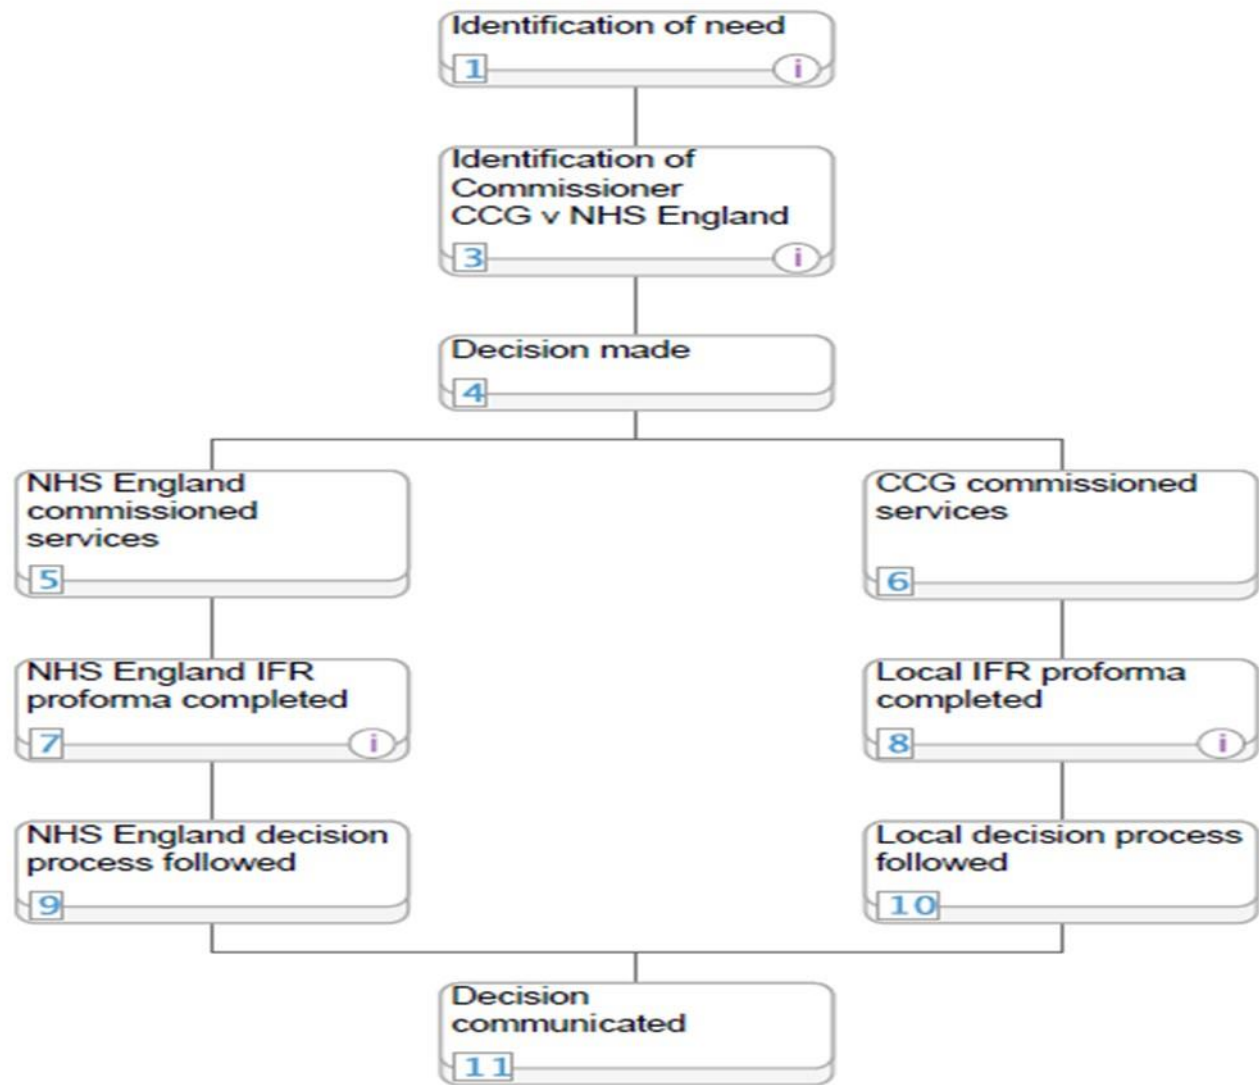 Identification of need
1
i
Identification of
Commissioner
CCG v NHS England
3
i
Decision made
4
NHS England
commissioned
services
5
CCG commissioned
services
6
NHS England IFR
proforma completed
7
i
Local IFR proforma
completed
8
i
NHS England decision
process followed
9
Local decision process
followed
10
Decision
communicated
11